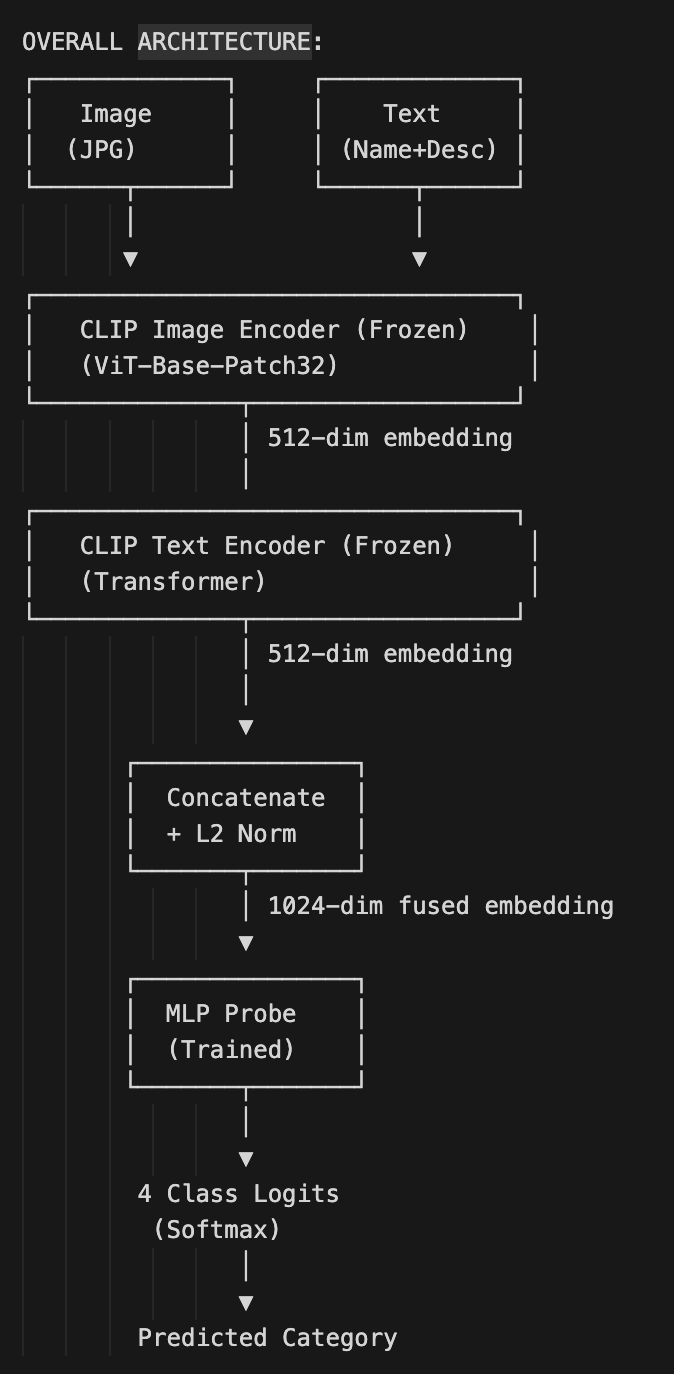 OVERALL ARCHITECTURE:
Image
(JPG)
Text
(Name+Desc)
CLIP Image Encoder (Frozen)
(ViT-Base-Patch32)
512-dim embedding
CLIP Text Encoder (Frozen)
(Transformer)
512-dim embedding
Concatenate
+ L2 Norm
1024-dim fused embedding
MLP Probe
(Trained)
4 Class Logits
(Softmax)
Predicted Category